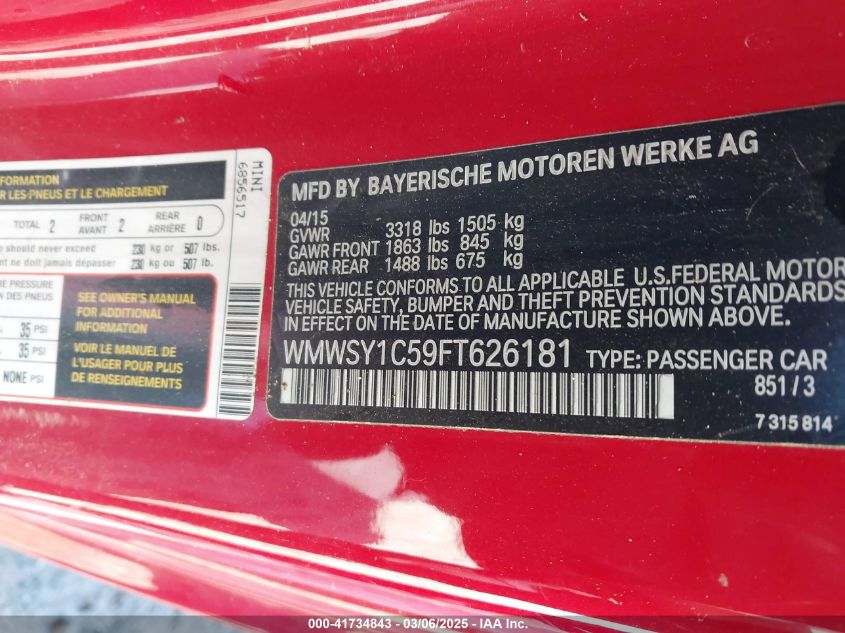 FORMATION
R LES PNEUS ET LE CHARGEMENT
TOTAL 2 FRONT AVANT 2 REAR ARRIÈRE 0
should never exceed 230 kg or 507 lbs.
nt ne doit jamais dépasser 230 kg ou 507 lb.
E PRESSURE
ON DES PNEUS
35 PSI
35 PSI
NONE PSI
SEE OWNER'S MANUAL
FOR ADDITIONAL
INFORMATION
VOIR LE MANUEL
DE L'USAGER POUR PLUS
DE RENSEIGNEMENTS
MINI
6856517
MFD BY BAYERISCHE MOTOREN WERKE AG
04/15
GVWR 3318 lbs 1505 kg
GAWR FRONT 1863 lbs 845 kg
GAWR REAR 1488 lbs 675 kg
THIS VEHICLE CONFORMS TO ALL APPLICABLE U.S.FEDERAL MOTOR
VEHICLE SAFETY, BUMPER AND THEFT PREVENTION STANDARDS
IN EFFECT ON THE DATE OF MANUFACTURE SHOWN ABOVE.
WMWSY1C59FT626181 TYPE: PASSENGER CAR
851/3
7 315 814
000-41734843 - 03/06/2025 - IAAI.COM